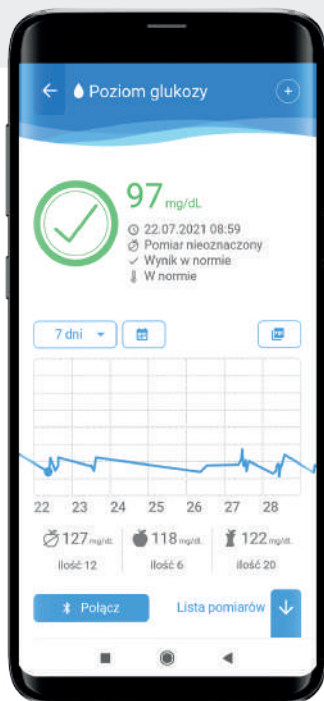 Poziom glukozy
97 mg/dL
22.07.2021 08:59
Pomiar nieoznaczony
Wynik w normie
W normie
7 dni
22 23 24 25 26 27 28
127 mg/dL 118 mg/dL 122 mg/dL
ilość 12 ilość 6 ilość 20
Połącz Lista pomiarów